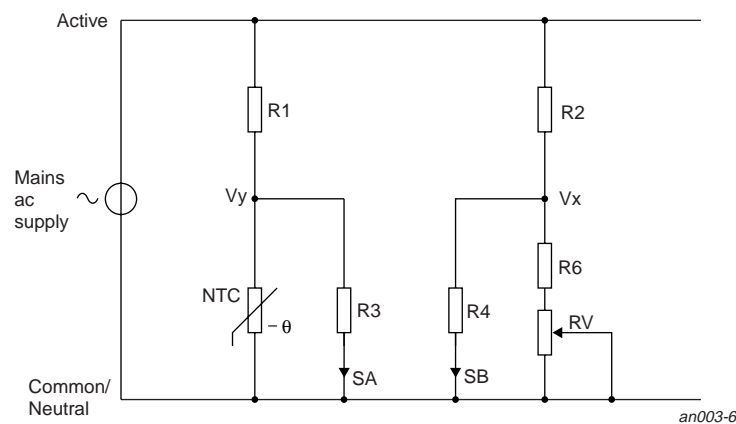 Active
R1
R2
Mains
ac
supply
Vy
Vx
NTC
– θ
R3
R4
R6
RV
SA
SB
Common/
Neutral
an003-6